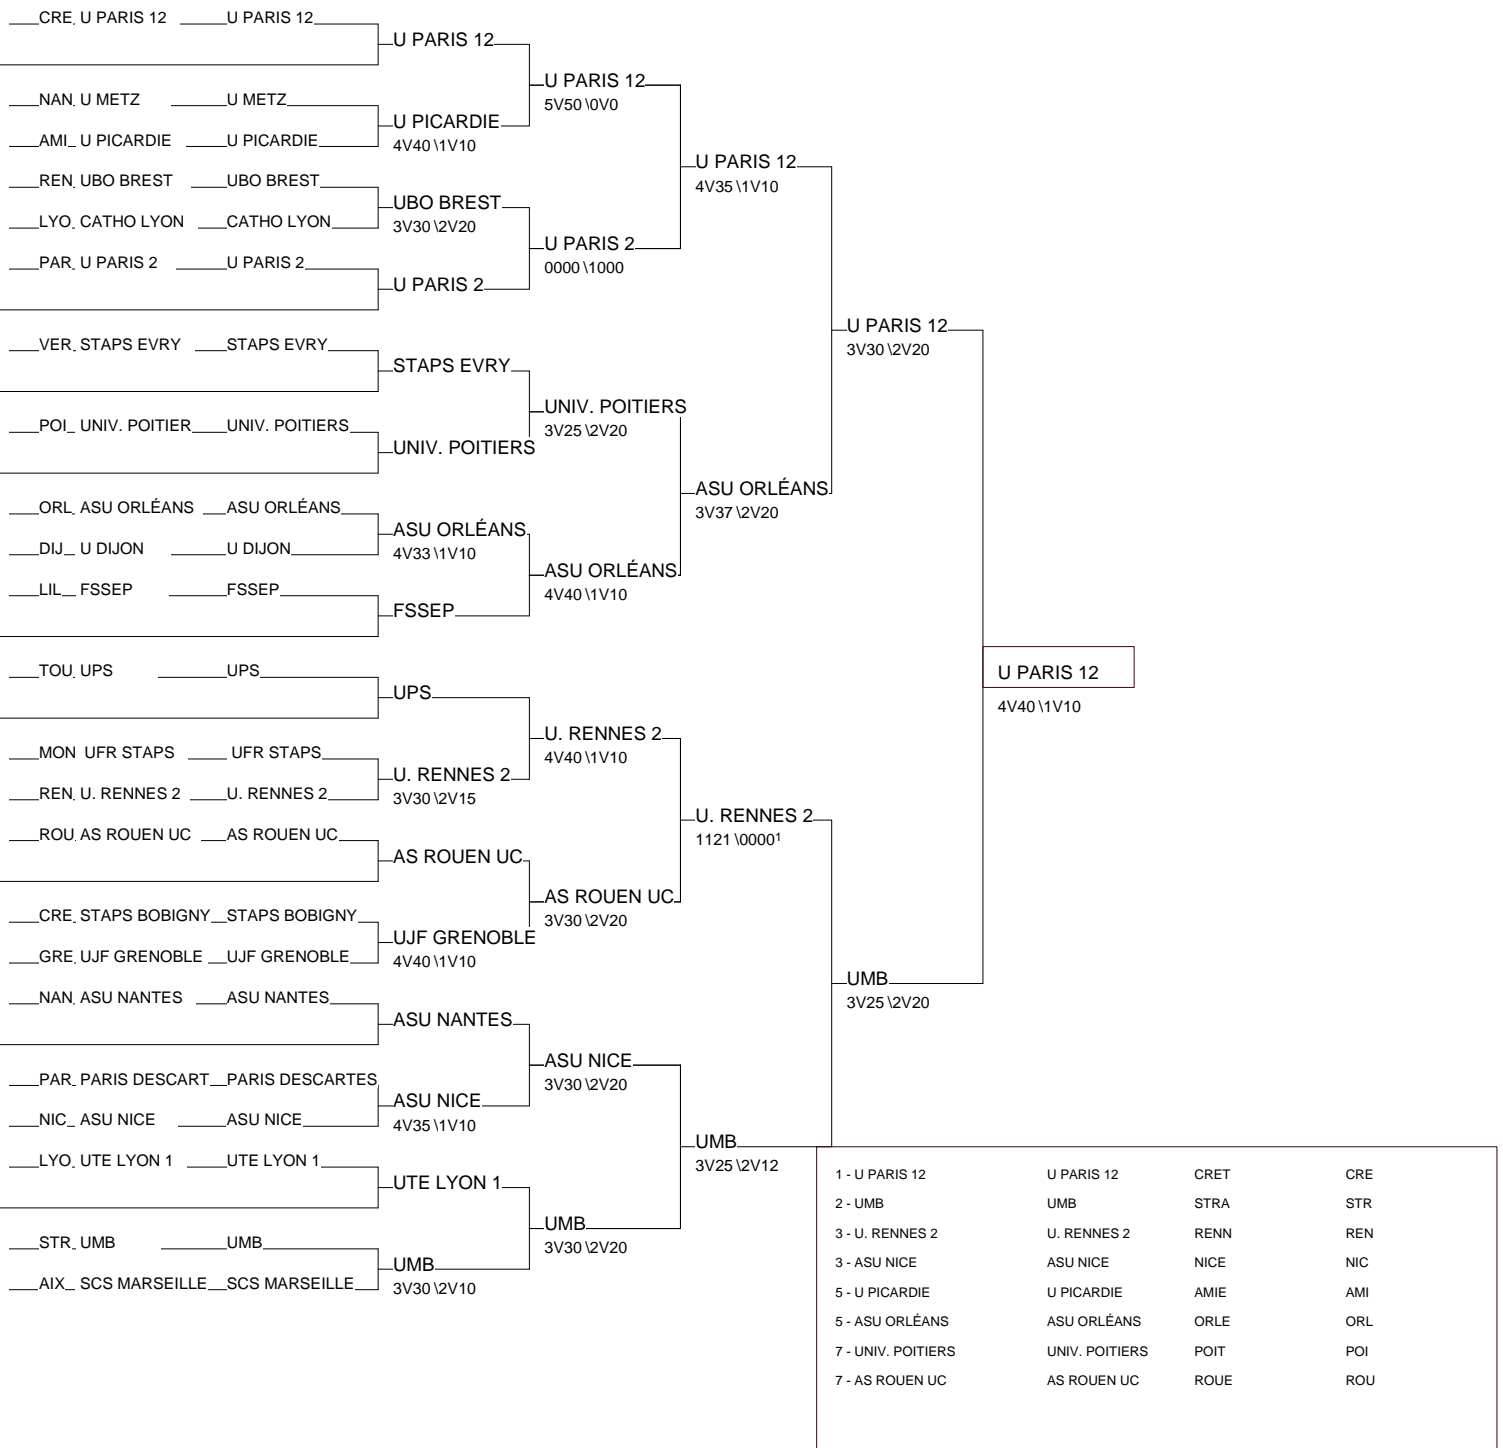 CRE U PARIS 12 U PARIS 12
U PARIS 12
U PARIS 12
5V50 \0V0
NAN U METZ U METZ
U PICARDIE
4V40 \1V10
AMI U PICARDIE U PICARDIE
U PARIS 12
4V35 \1V10
REN UBO BREST UBO BREST
UBO BREST
3V30 \2V20
LYO CATHO LYON CATHO LYON
U PARIS 2
0000 \1000
PAR U PARIS 2 U PARIS 2
U PARIS 2
U PARIS 12
3V30 \2V20
VER STAPS EVRY STAPS EVRY
STAPS EVRY
UNIV. POITIERS
3V25 \2V20
POI UNIV. POITIER UNIV. POITIERS
UNIV. POITIERS
ASU ORLÉANS
3V37 \2V20
ORL ASU ORLÉANS ASU ORLÉANS
ASU ORLÉANS
4V33 \1V10
DIJ U DIJON U DIJON
ASU ORLÉANS
4V40 \1V10
LIL FSSEP FSSEP
FSSEP
U PARIS 12
4V40 \1V10
TOU UPS UPS
UPS
U. RENNES 2
4V40 \1V10
MON UFR STAPS UFR STAPS
U. RENNES 2
3V30 \2V15
REN U. RENNES 2 U. RENNES 2
U. RENNES 2
1121 \0000¹
ROU AS ROUEN UC AS ROUEN UC
AS ROUEN UC
AS ROUEN UC
3V30 \2V20
CRE STAPS BOBIGNY STAPS BOBIGNY
UJF GRENOBLE
4V40 \1V10
GRE UJF GRENOBLE UJF GRENOBLE
UMB
3V25 \2V20
NAN ASU NANTES ASU NANTES
ASU NANTES
ASU NICE
3V30 \2V20
PAR PARIS DESCART PARIS DESCARTES
ASU NICE
4V35 \1V10
NIC ASU NICE ASU NICE
UMB
3V25 \2V12
LYO UTE LYON 1 UTE LYON 1
UTE LYON 1
UMB
3V30 \2V20
STR UMB UMB
UMB
3V30 \2V10
AIX SCS MARSEILLE SCS MARSEILLE
1 - U PARIS 12 U PARIS 12 CRET CRE
2 - UMB UMB STRA STR
3 - U. RENNES 2 U. RENNES 2 RENN REN
3 - ASU NICE ASU NICE NICE NIC
5 - U PICARDIE U PICARDIE AMIE AMI
5 - ASU ORLÉANS ASU ORLÉANS ORLE ORL
7 - UNIV. POITIERS UNIV. POITIERS POIT POI
7 - AS ROUEN UC AS ROUEN UC ROUE ROU